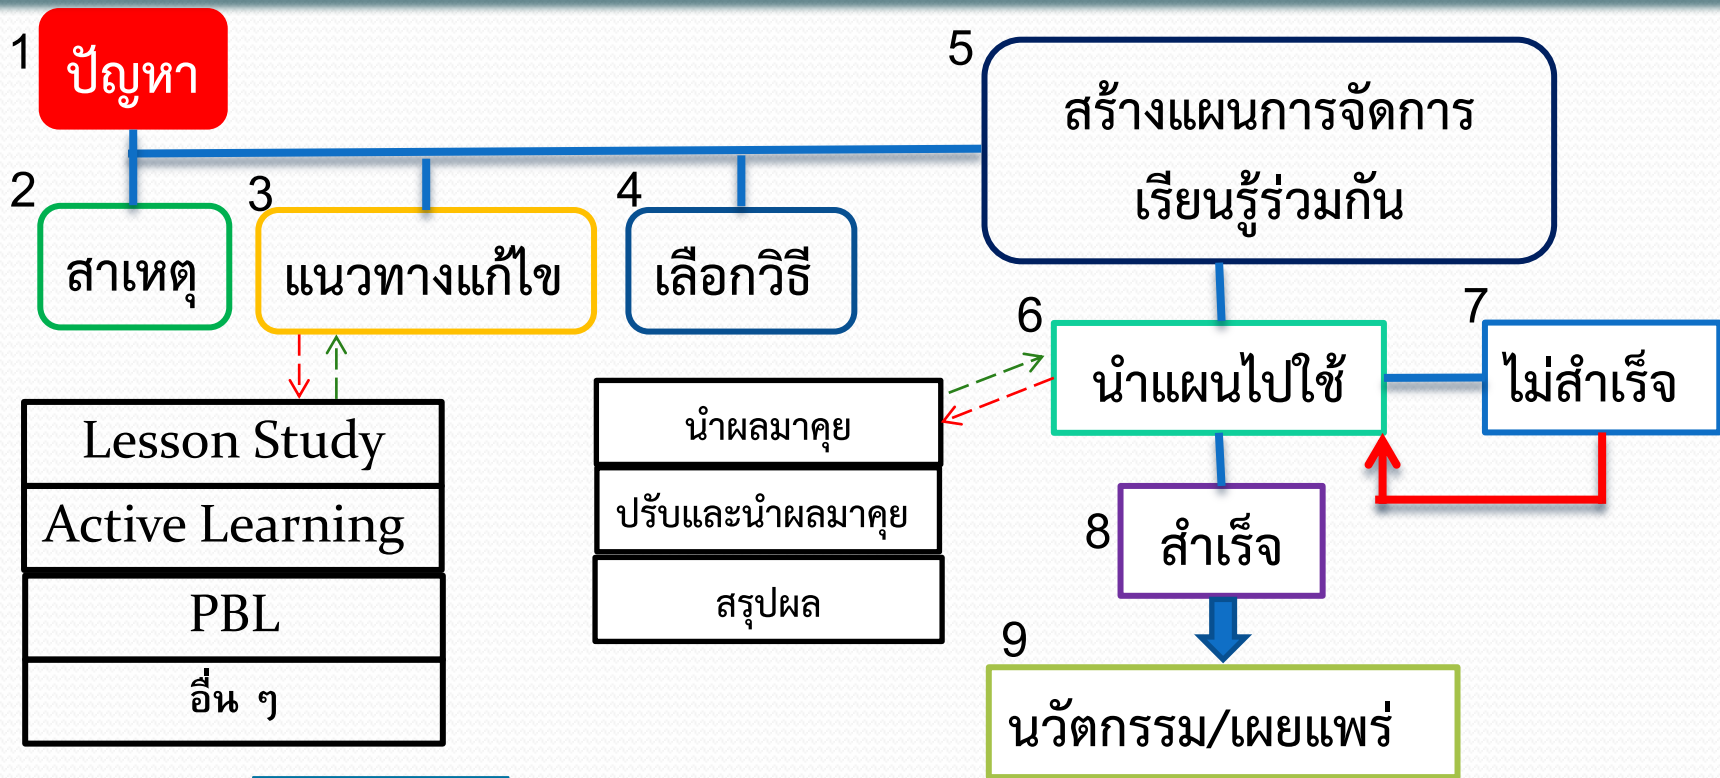 1
ปัญหา
2
สาเหตุ
3
แนวทางแก้ไข
4
เลือกวิธี
5
สร้างแผนการจัดการ
เรียนรู้ร่วมกัน
6
นำแผนไปใช้
7
ไม่สำเร็จ
Lesson Study
Active Learning
PBL
อื่น ๆ
นำผลมาคุย
ปรับและนำผลมาคุย
สรุปผล
8
สำเร็จ
9
นวัตกรรม/เผยแพร่